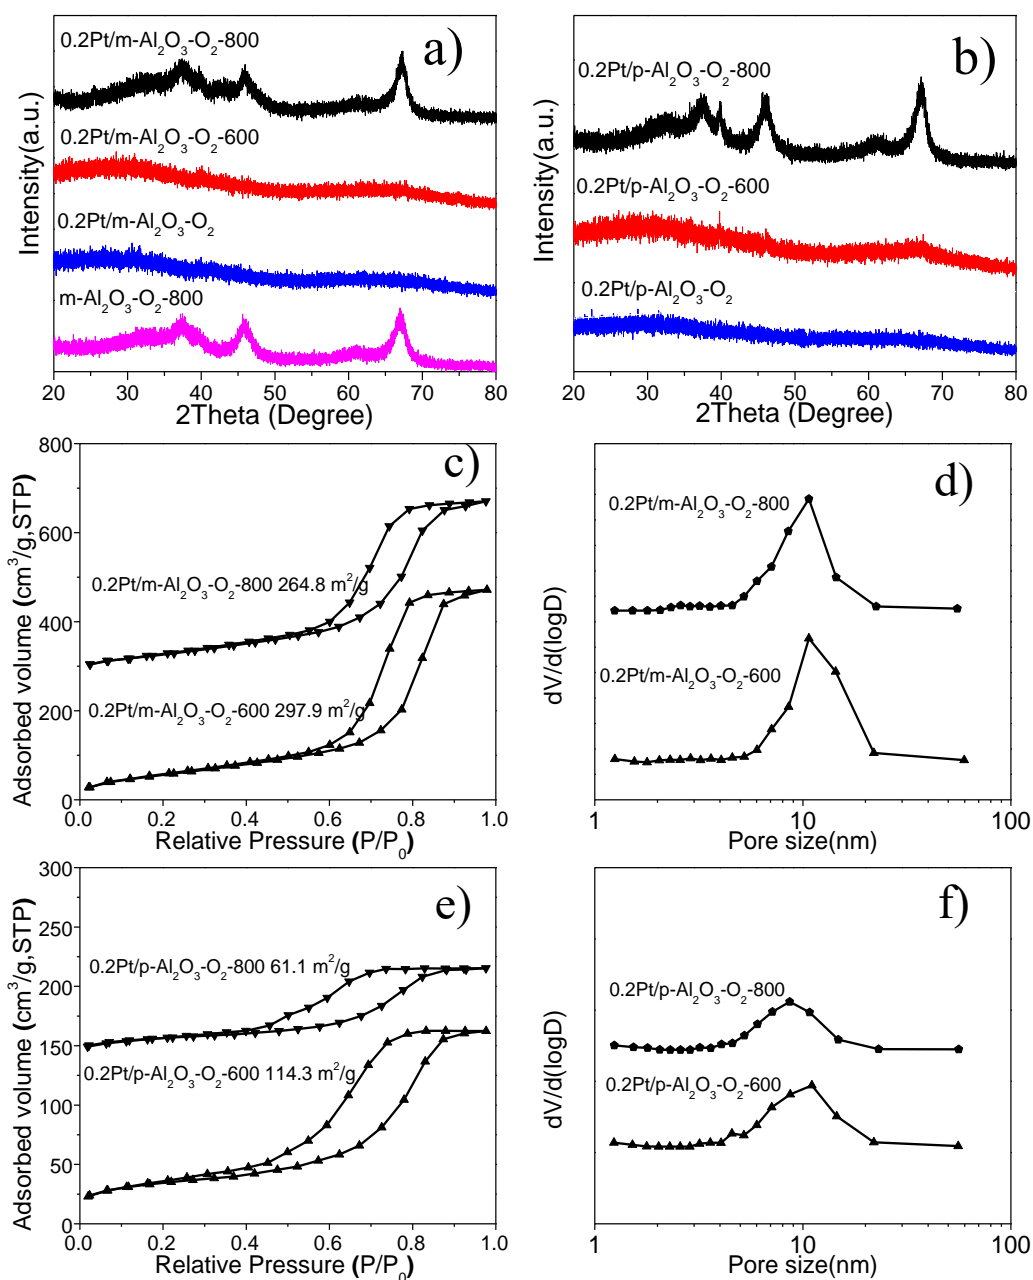 a)
0.2Pt/m-Al2O3-O2-800
0.2Pt/m-Al2O3-O2-600
0.2Pt/m-Al2O3-O2
m-Al2O3-O2-800
Intensity(a.u.)
20 30 40 50 60 70 80
2Theta (Degree)
b)
0.2Pt/p-Al2O3-O2-800
0.2Pt/p-Al2O3-O2-600
0.2Pt/p-Al2O3-O2
Intensity(a.u.)
20 30 40 50 60 70 80
2Theta (Degree)
c)
800
600
400
200
0
0.2Pt/m-Al2O3-O2-800 264.8 m2/g
0.2Pt/m-Al2O3-O2-600 297.9 m2/g
Adsorbed volume (cm3/g,STP)
0.0 0.2 0.4 0.6 0.8 1.0
Relative Pressure (P/P0)
d)
0.2Pt/m-Al2O3-O2-800
0.2Pt/m-Al2O3-O2-600
dV/d(logD)
1 10 100
Pore size(nm)
e)
300
250
200
150
100
50
0
0.2Pt/p-Al2O3-O2-800 61.1 m2/g
0.2Pt/p-Al2O3-O2-600 114.3 m2/g
Adsorbed volume (cm3/g,STP)
0.0 0.2 0.4 0.6 0.8 1.0
Relative Pressure (P/P0)
f)
0.2Pt/p-Al2O3-O2-800
0.2Pt/p-Al2O3-O2-600
dV/d(logD)
1 10 100
Pore size(nm)